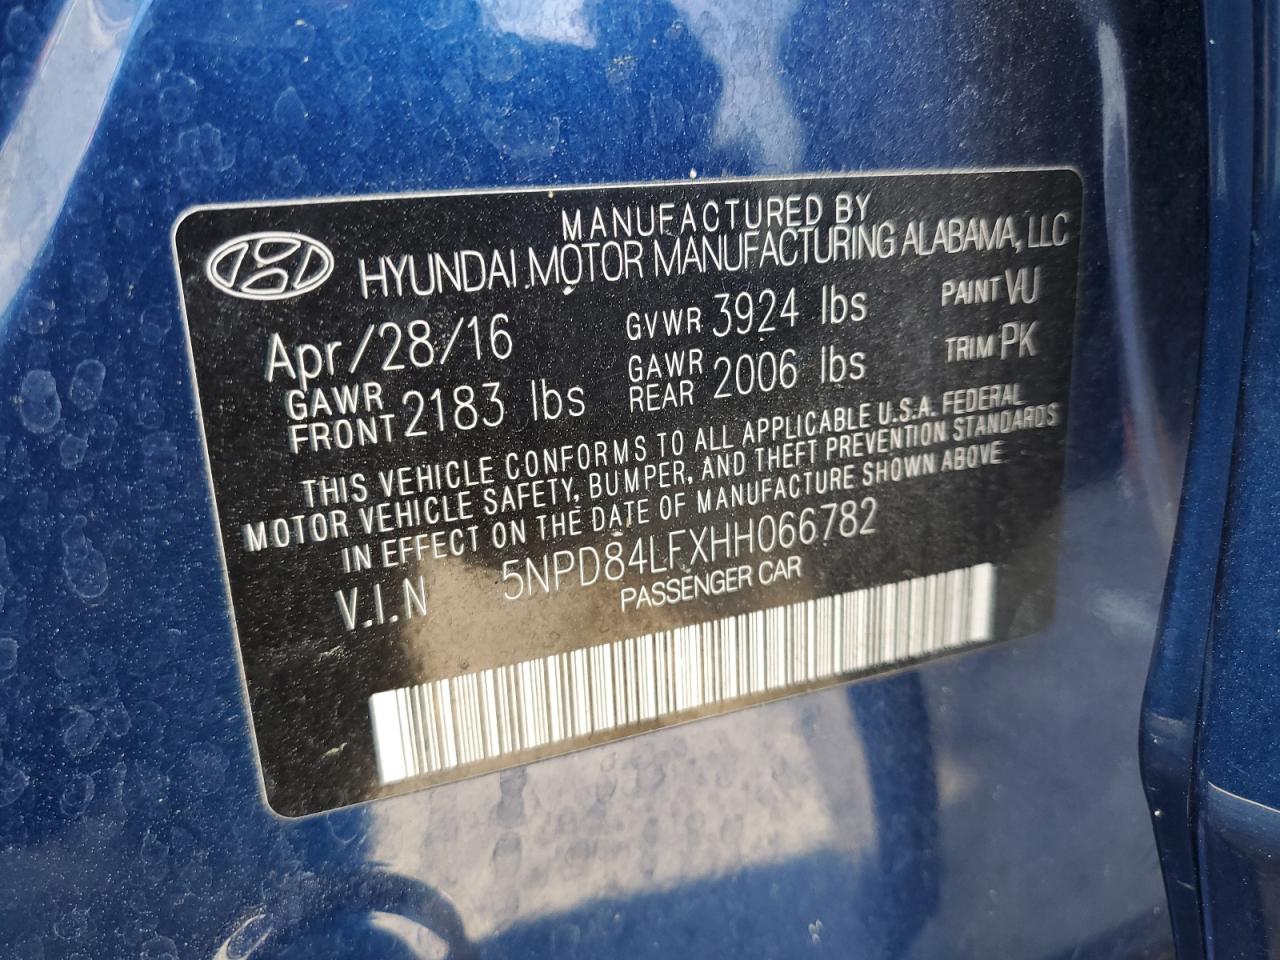 MANUFACTURED BY
HYUNDAI MOTOR MANUFACTURING ALABAMA, LLC
Apr/28/16 GVWR 3924 lbs PAINT VU
GAWR FRONT 2183 lbs GAWR REAR 2006 lbs TRIM PK
THIS VEHICLE CONFORMS TO ALL APPLICABLE U.S.A. FEDERAL
MOTOR VEHICLE SAFETY, BUMPER, AND THEFT PREVENTION STANDARDS
IN EFFECT ON THE DATE OF MANUFACTURE SHOWN ABOVE
V.I.N 5NPD84LFXHH066782
PASSENGER CAR